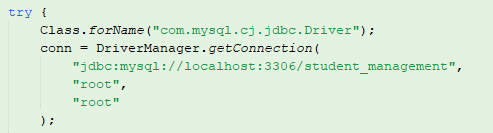 try {
    Class.forName("com.mysql.cj.jdbc.Driver");
    conn = DriverManager.getConnection(
        "jdbc:mysql://localhost:3306/student_management",
        "root",
        "root"
    );